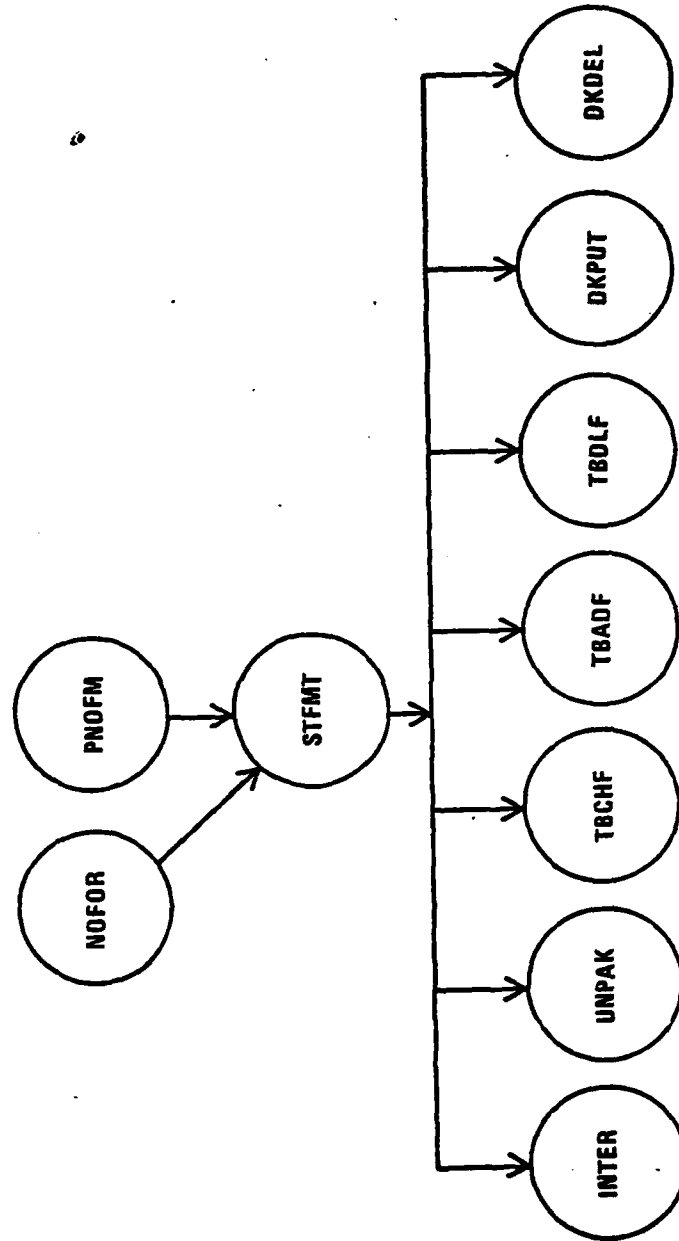 NOFOR
PNOFM
STFMT
INTER
UNPAK
TBCHF
TBADF
TBDLF
DKPUT
DKDEL